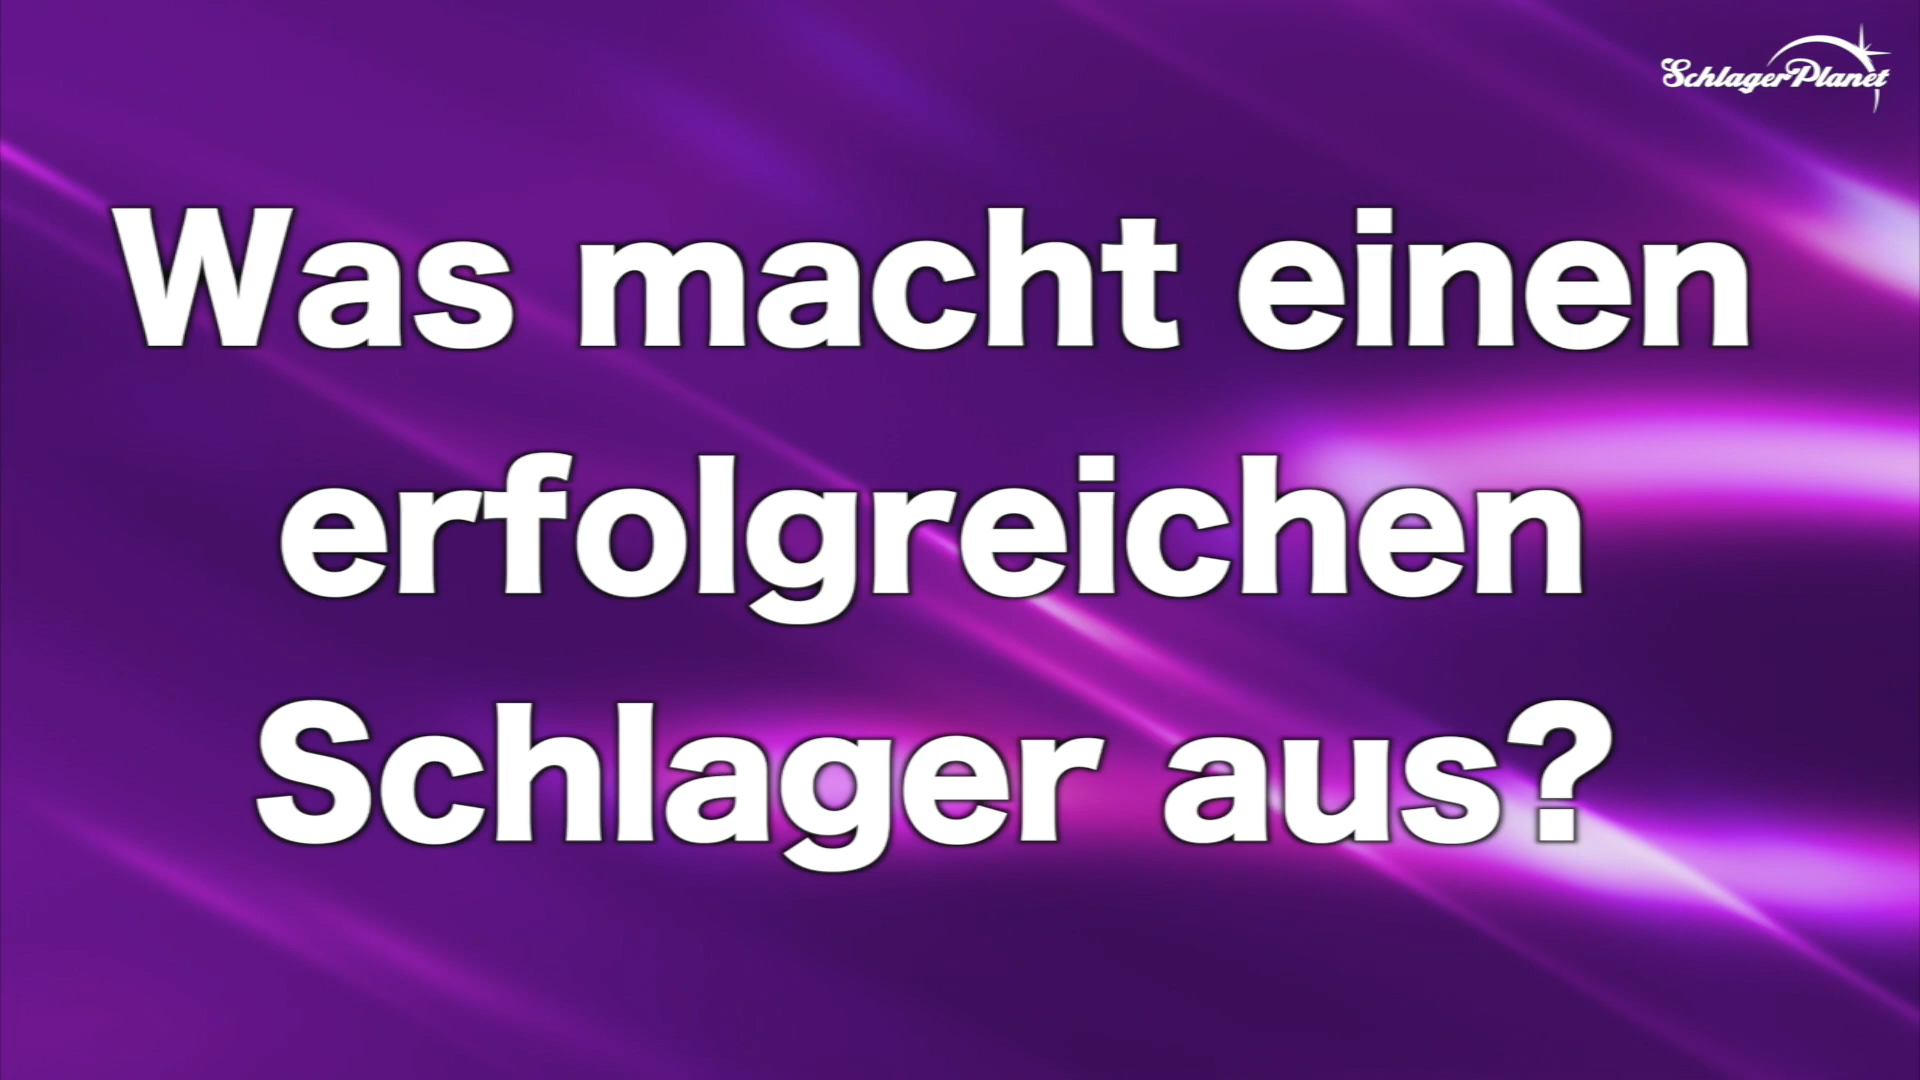 SchlagerPlanet
Was macht einen
erfolgreichen
Schlager aus?